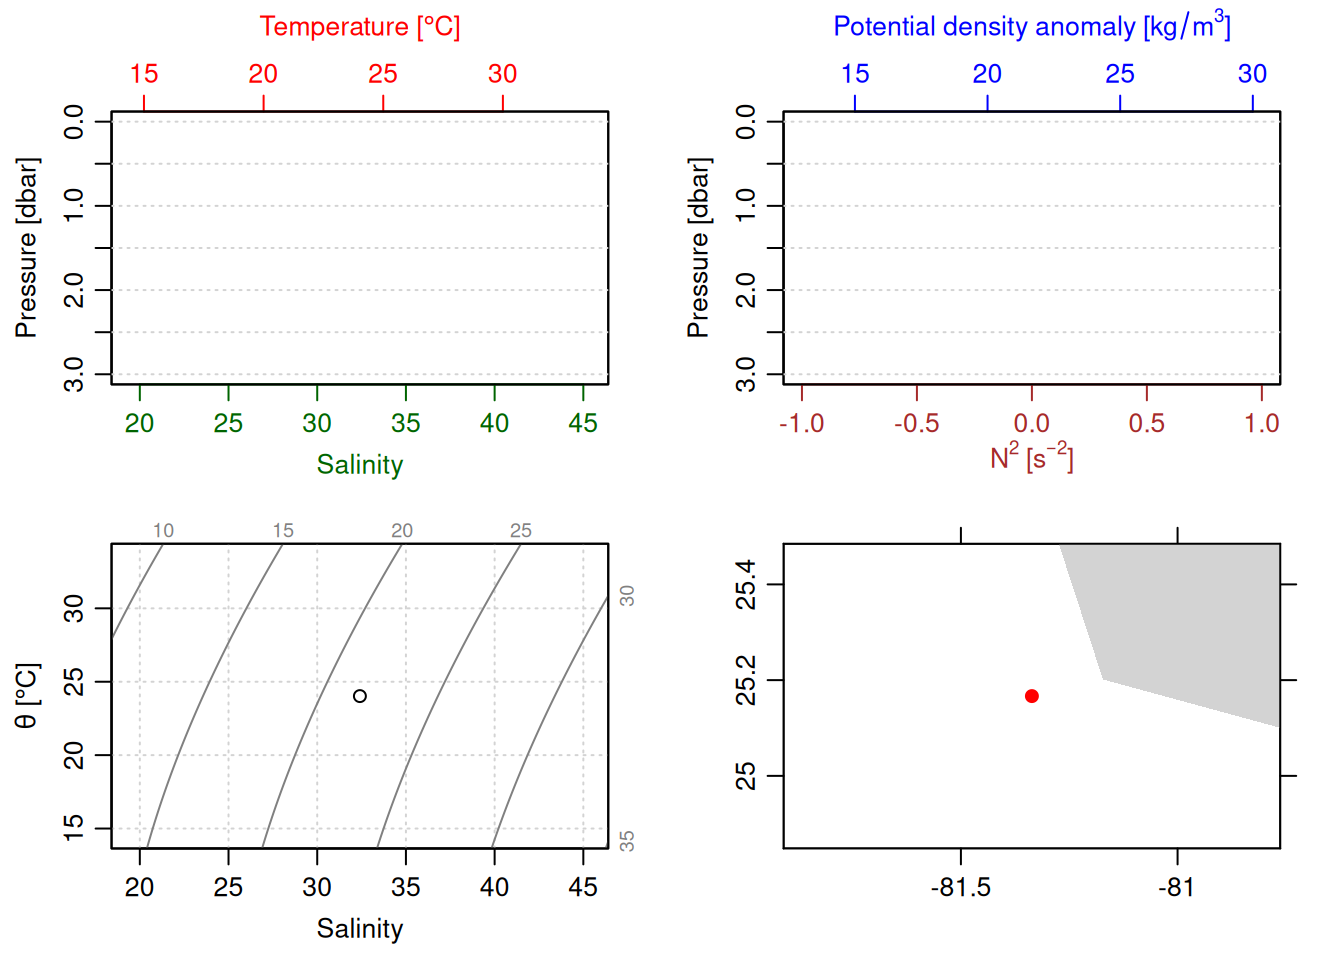 Temperature [°C]
15 20 25 30
Pressure [dbar]
0.0
1.0
2.0
3.0
20 25 30 35 40 45
Salinity
Potential density anomaly [kg/m³]
15 20 25 30
Pressure [dbar]
0.0
1.0
2.0
3.0
-1.0 -0.5 0.0 0.5 1.0
N² [s⁻²]
10 15 20 25
30
35
θ [°C]
30
25
20
15
20 25 30 35 40 45
Salinity
25.4
25.2
25
-81.5 -81